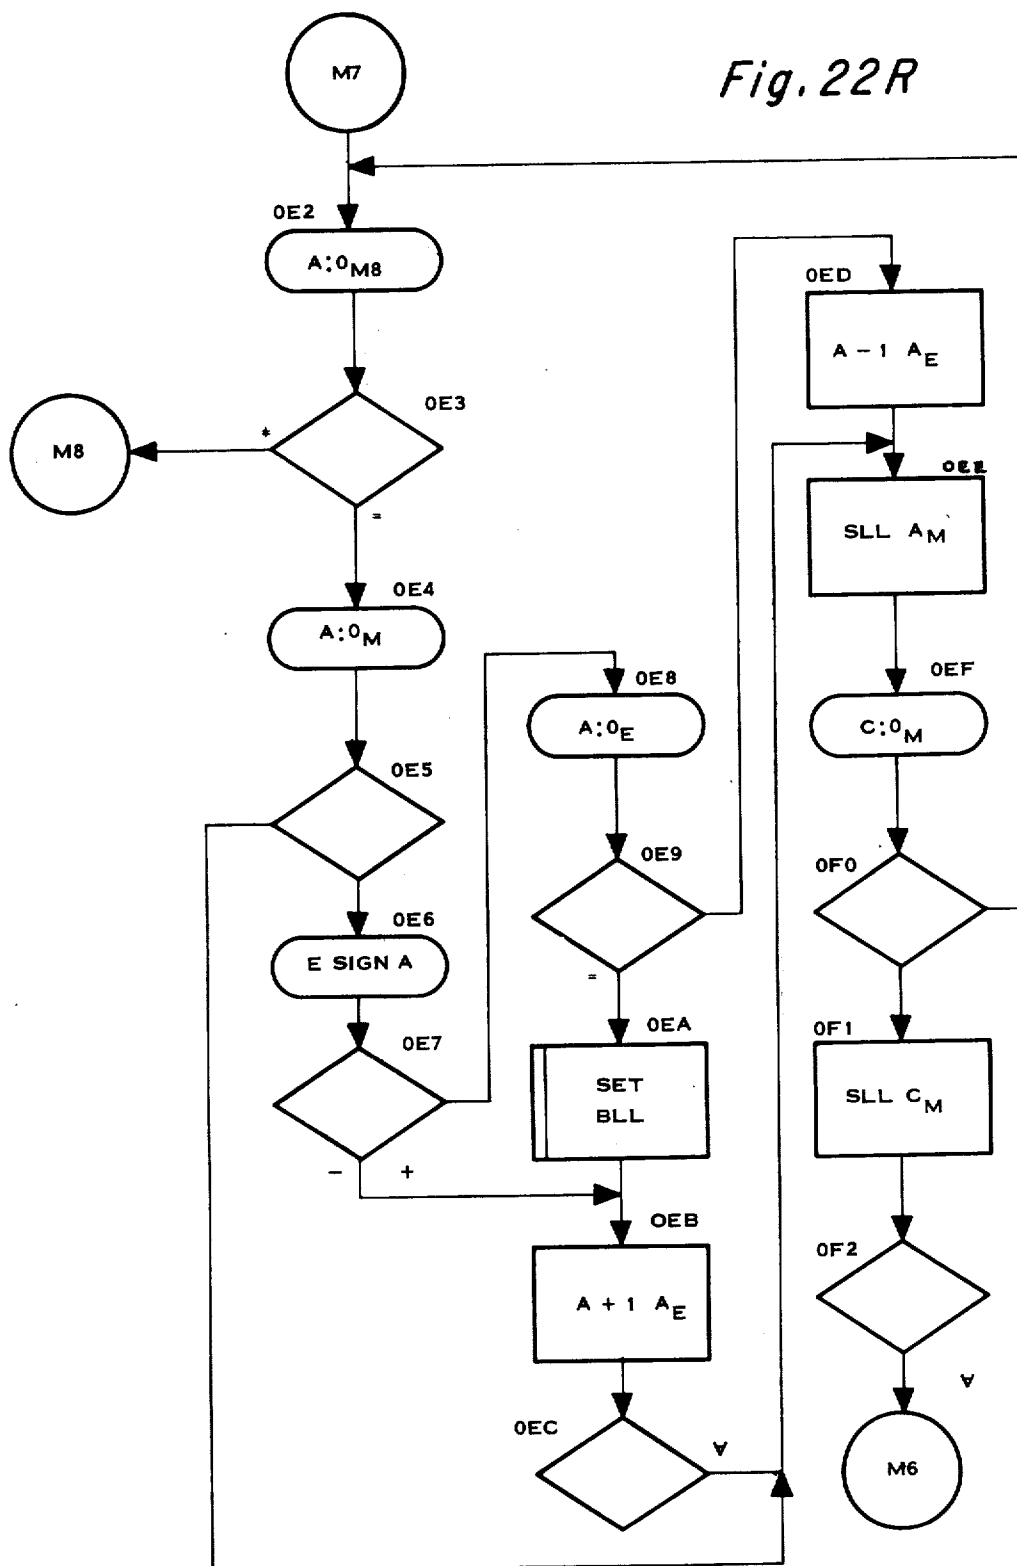 Fig. 22R
M7
0E2
A:0M8
0E3
*
M8
=
0E4
A:0M
0E5
0E6
E SIGN A
0E7
- +
0E8
A:0E
0E9
=
0EA
SET
BLL
0EB
A + 1 AE
0EC
∀
0ED
A - 1 AE
0EE
SLL AM
0EF
C:0M
0F0
0F1
SLL CM
0F2
∀
M6